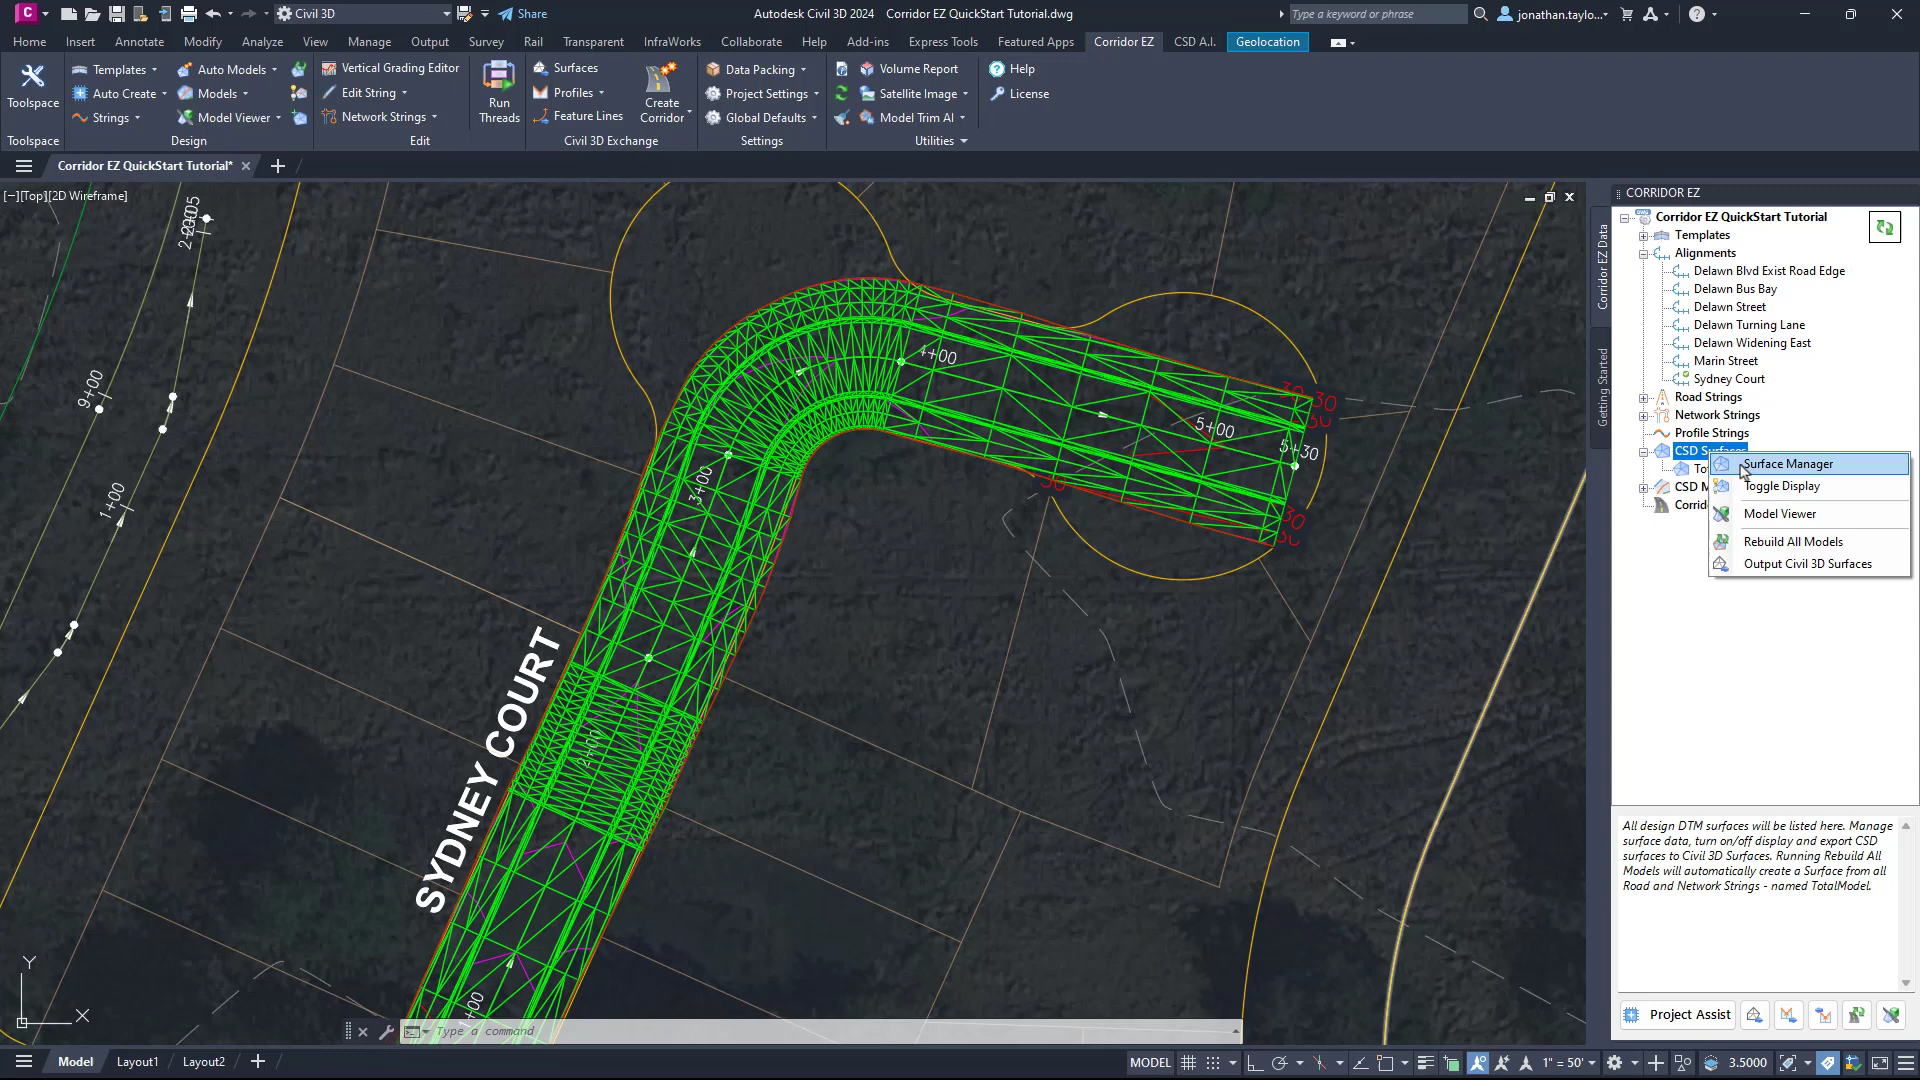 C
Civil 3D
Share
Autodesk Civil 3D 2024 Corridor EZ QuickStart Tutorial.dwg
Type a keyword or phrase
jonathan.taylo...
Home Insert Annotate Modify Analyze View Manage Output Survey Rail Transparent InfraWorks Collaborate Help Add-ins Express Tools Featured Apps Corridor EZ CSD A.I. Geolocation
Templates Auto Models Vertical Grading Editor Surfaces Data Packing Volume Report Help
Auto Create Models Edit String Profiles Project Settings Satellite Image License
Toolspace Run Threads Create Corridor
Strings Model Viewer Network Strings Feature Lines Global Defaults Model Trim AI
Toolspace Design Edit Civil 3D Exchange Settings Utilities
Corridor EZ QuickStart Tutorial*
[−][Top][2D Wireframe]
9+00
1+00
4+00
5+00
5+30
3+00
2+00
1+00
SYDNEY COURT
CORRIDOR EZ
Corridor EZ Data
Getting Started
Corridor EZ QuickStart Tutorial
Templates
Alignments
Delawn Blvd Exist Road Edge
Delawn Bus Bay
Delawn Street
Delawn Turning Lane
Delawn Widening East
Marin Street
Sydney Court
Road Strings
Network Strings
Profile Strings
CSD Surfaces
CSD M
Surface Manager
Toggle Display
Model Viewer
Rebuild All Models
Output Civil 3D Surfaces
All design DTM surfaces will be listed here. Manage
surface data, turn on/off display and export CSD
surfaces to Civil 3D Surfaces. Running Rebuild All
Models will automatically create a Surface from all
Road and Network Strings - named TotalModel.
Project Assist
Y
X
Type a command
Model Layout1 Layout2
MODEL 1" = 50' 3.5000